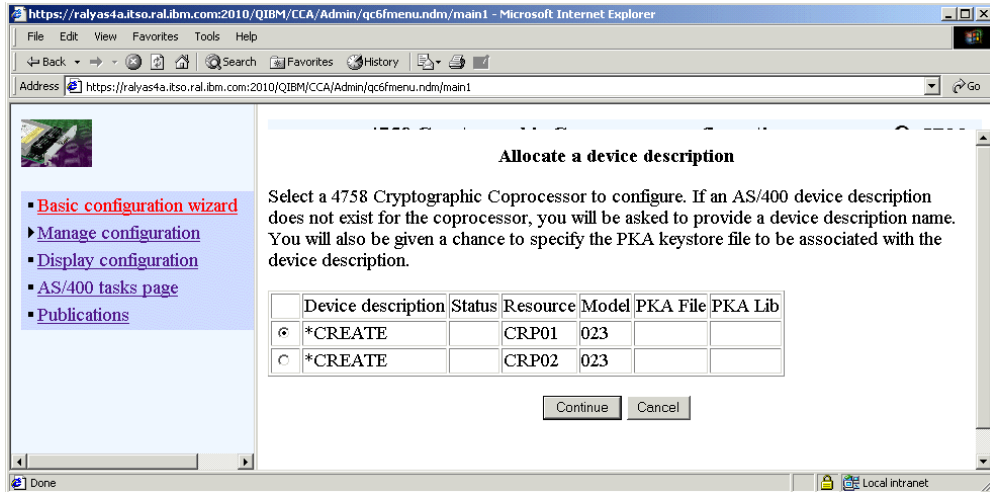 https://ralyas4a.itso.ral.ibm.com:2010/QIBM/CCA/Admin/qc6fmenu.ndm/main1 - Microsoft Internet Explorer
File Edit View Favorites Tools Help
Back Search Favorites History
Address https://ralyas4a.itso.ral.ibm.com:2010/QIBM/CCA/Admin/qc6fmenu.ndm/main1 Go
Basic configuration wizard
Manage configuration
Display configuration
AS/400 tasks page
Publications
Allocate a device description
Select a 4758 Cryptographic Coprocessor to configure. If an AS/400 device description
does not exist for the coprocessor, you will be asked to provide a device description name.
You will also be given a chance to specify the PKA keystore file to be associated with the
device description.
Device description Status Resource Model PKA File PKA Lib
*CREATE CRP01 023
*CREATE CRP02 023
Continue Cancel
Done Local intranet